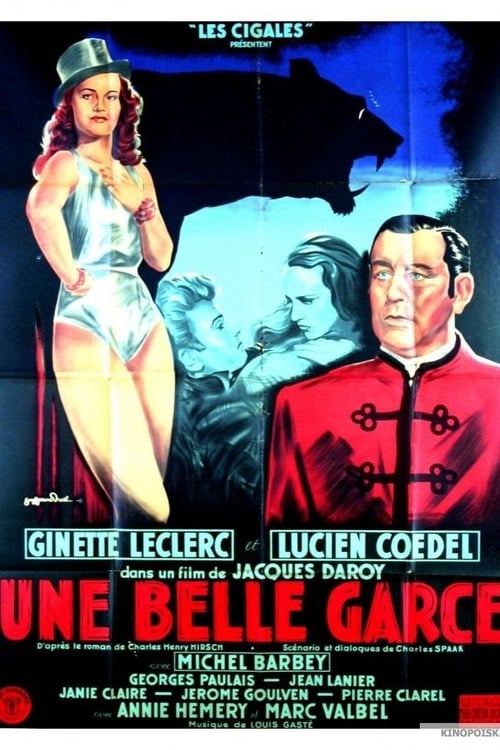 "LES CIGALES"
PRÉSENTENT
GINETTE LECLERC et LUCIEN COEDEL
dans un film de JACQUES DAROY
UNE BELLE GARCE
D'après le roman de Charles Henry HIRSCH • Scénario et dialogues de Charles SPAAK
avec MICHEL BARBEY
GEORGES PAULAIS — JEAN LANIER
JANIE CLAIRE — JEROME GOULVEN — PIERRE CLAREL
avec ANNIE HEMERY et MARC VALBEL
Musique de LOUIS GASTÉ
KINOPOISK